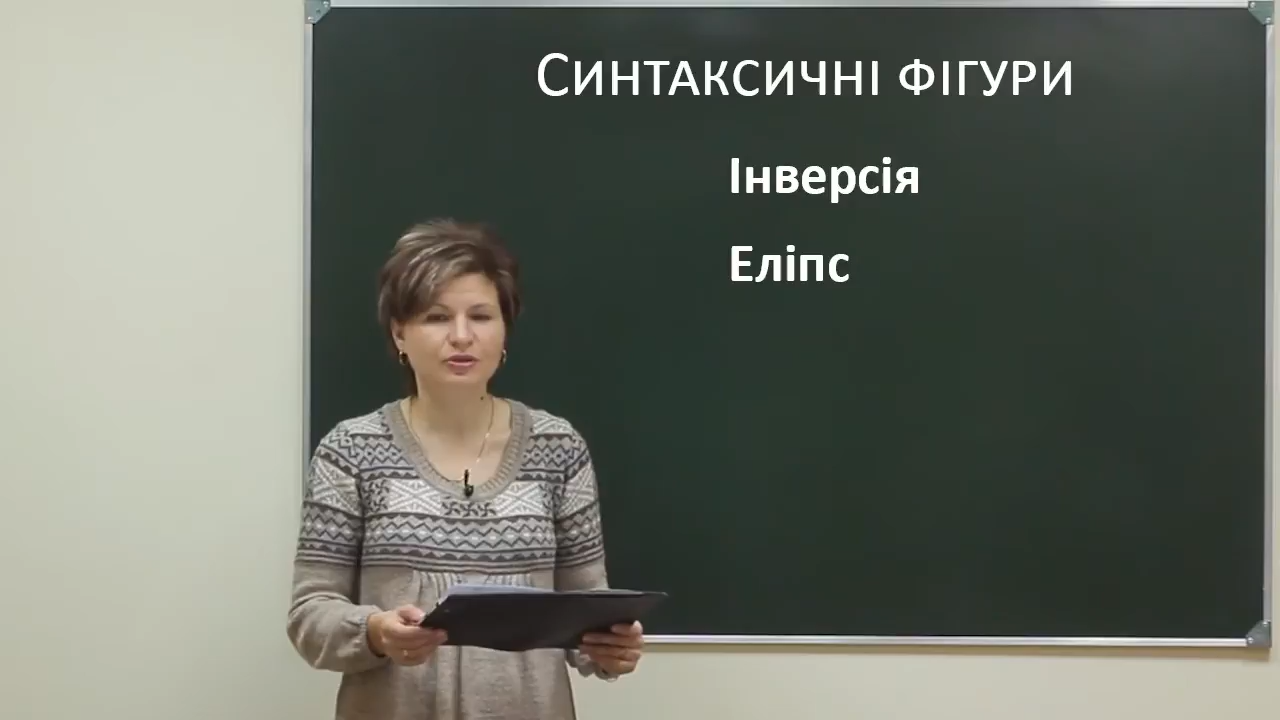 Синтаксичні фігури
Інверсія
Еліпс